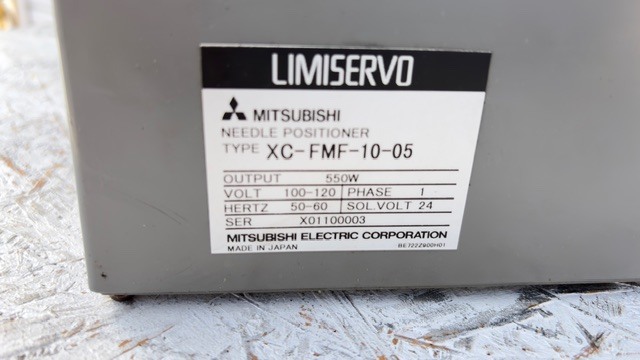 LIMISERVO
MITSUBISHI
NEEDLE POSITIONER
TYPE XC-FMF-10-05
OUTPUT 550W
VOLT 100-120 PHASE 1
HERTZ 50-60 SOL.VOLT 24
SER X01100003
MITSUBISHI ELECTRIC CORPORATION
MADE IN JAPAN BE722Z900H01